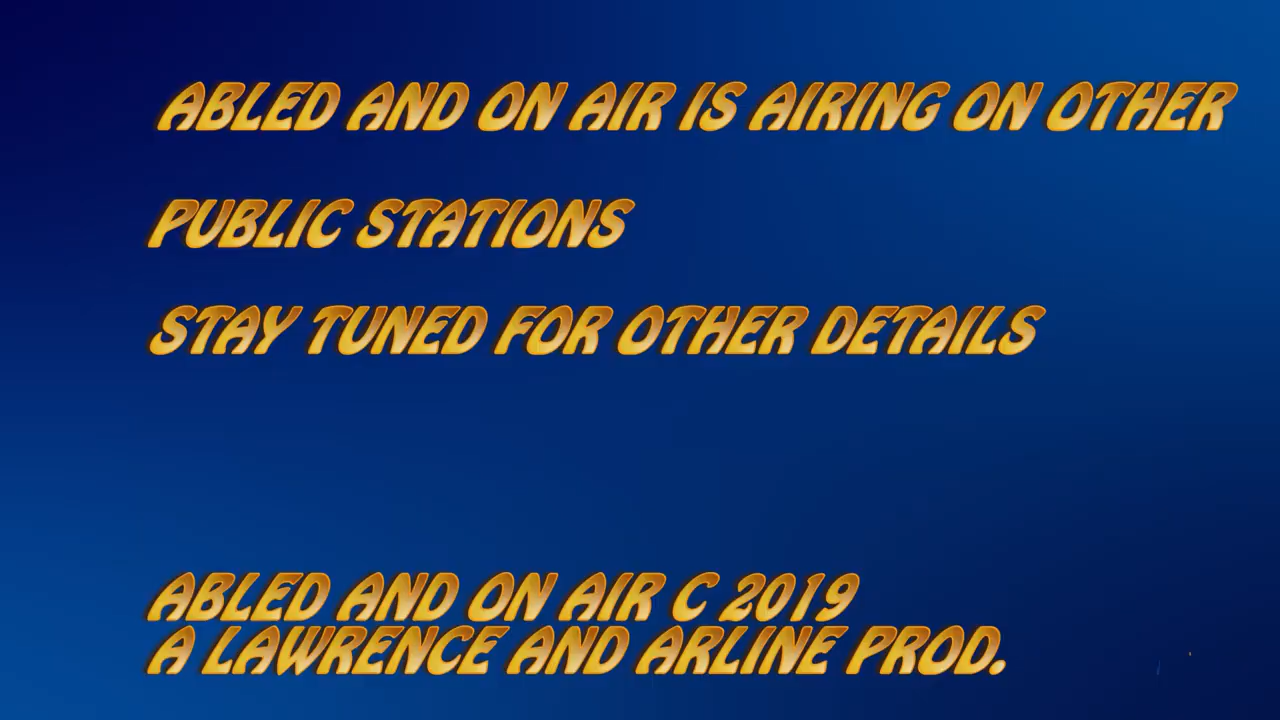 ABLED AND ON AIR IS AIRING ON OTHER
PUBLIC STATIONS
STAY TUNED FOR OTHER DETAILS
ABLED AND ON AIR C 2019
A LAWRENCE AND ARLINE PROD.